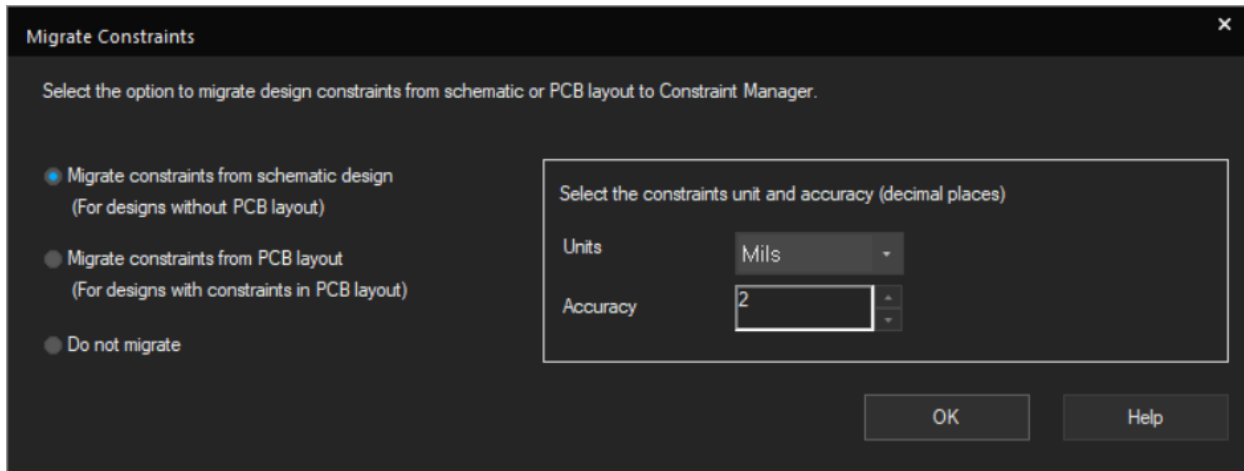 Migrate Constraints
Select the option to migrate design constraints from schematic or PCB layout to Constraint Manager.
Migrate constraints from schematic design
(For designs without PCB layout)
Migrate constraints from PCB layout
(For designs with constraints in PCB layout)
Do not migrate
Select the constraints unit and accuracy (decimal places)
Units
Mils
Accuracy
2
OK
Help